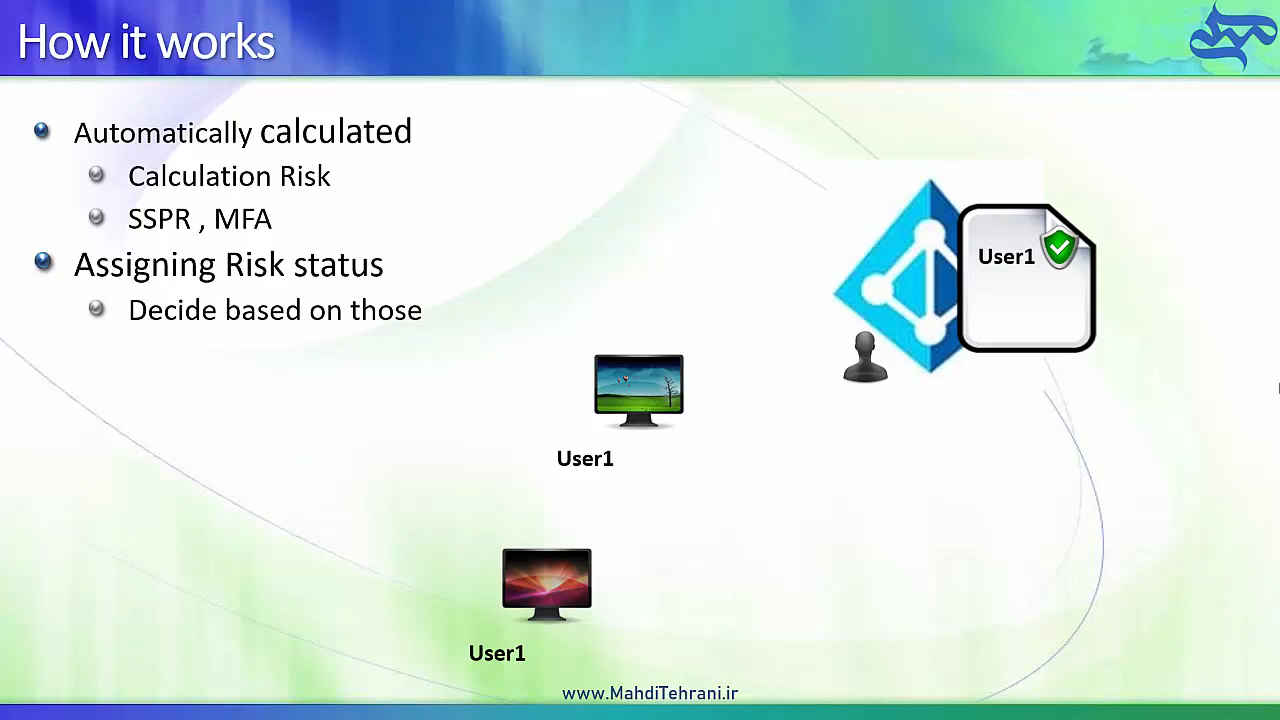 How it works
Automatically calculated
Calculation Risk
SSPR , MFA
Assigning Risk status
Decide based on those
User1
User1
User1
www.MahdiTehrani.ir